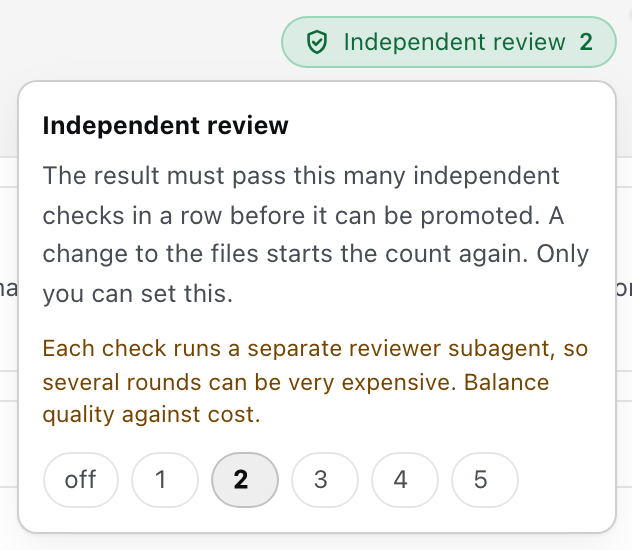 Independent review 2
Independent review
The result must pass this many independent
checks in a row before it can be promoted. A
change to the files starts the count again. Only
you can set this.
Each check runs a separate reviewer subagent, so
several rounds can be very expensive. Balance
quality against cost.
off 1 2 3 4 5